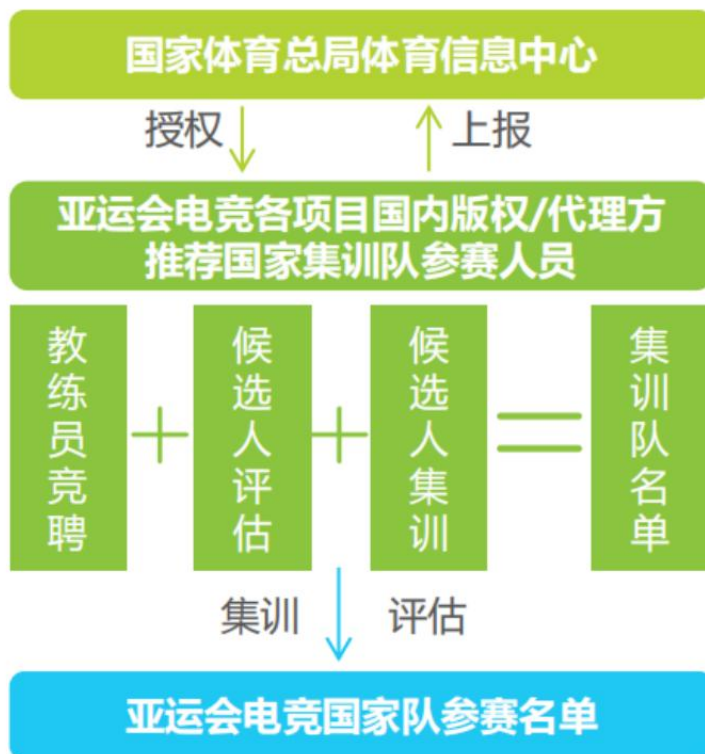 国家体育总局体育信息中心
授权
上报
亚运会电竞各项目国内版权/代理方
推荐国家集训队参赛人员
教练员竞聘
+
候选人评估
+
候选人集训
=
集训队名单
集训
评估
亚运会电竞国家队参赛名单